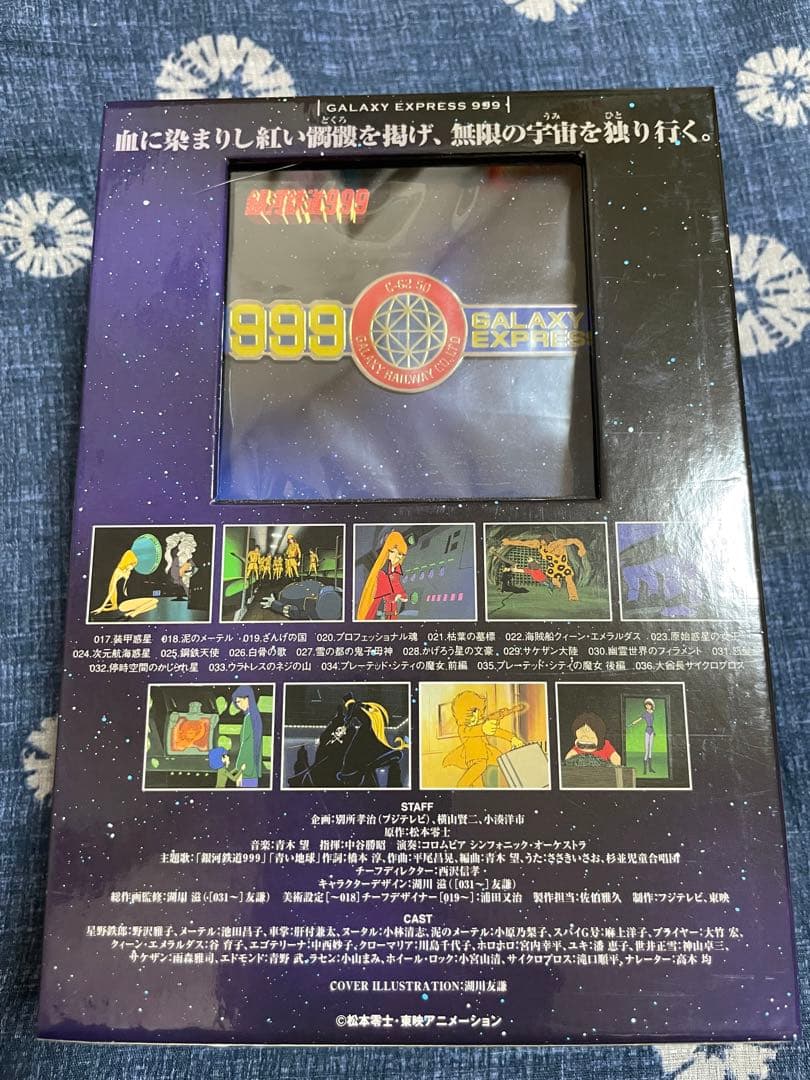 GALAXY EXPRESS 999
どくろ うみ ひと
血に染まりし紅い髑髏を掲げ、無限の宇宙を独り行く。
銀河鉄道999
C-62 50
999 GALAXY
EXPRESS
GALAXY RAILWAY CO.,LTD
017.装甲惑星 018.泥のメーテル 019.ざんげの国 020.プロフェッショナル魂 021.枯葉の墓標 022.海賊船クィーン・エメラルダス 023.原始惑星の女王
024.次元航海惑星 025.鋼鉄天使 026.白骨の歌 027.雪の都の鬼子母神 028.かげろう星の文豪 029.サケザン大陸 030.幽霊世界のフィラメント 031.
032.停時空間のかじられ星 033.ウラトレスのネジの山 034.プレーテッド・シティの魔女 前編 035.プレーテッド・シティの魔女 後編 036.大会長サイクロプロス
STAFF
企画:別所孝治(フジテレビ)、横山賢二、小湊洋市
原作:松本零士
音楽:青木 望 指揮:中谷勝昭 演奏:コロムビア シンフォニック・オーケストラ
主題歌:「銀河鉄道999」「青い地球」作詞:橋本 淳、作曲:平尾昌晃、編曲:青木 望、うた:ささきいさお、杉並児童合唱団
チーフディレクター:西沢信孝
キャラクターデザイン:湖川 滋([031~]友謙)
総作画監修:湖川 滋([031~]友謙) 美術設定[~018]チーフデザイナー[019~]:浦田又治 製作担当:佐伯雅久 制作:フジテレビ、東映
CAST
星野鉄郎:野沢雅子、メーテル:池田昌子、車掌:肝付兼太、ヌータル:小林清志、泥のメーテル:小原乃梨子、スパイG号:麻上洋子、プライヤー:大竹 宏、
クィーン・エメラルダス:谷 育子、エゴテリーナ:中西妙子、クローマリア:川島千代子、ホロホロ:宮内幸平、ユキ:潘 恵子、世井正雪:神山卓三、
サケザン:雨森雅司、エドモンド:青野 武、ラセン:小山まみ、ホイール・ロック:小宮山清、サイクロプロス:滝口順平、ナレーター:高木 均
COVER ILLUSTRATION:湖川友謙
©松本零士・東映アニメーション